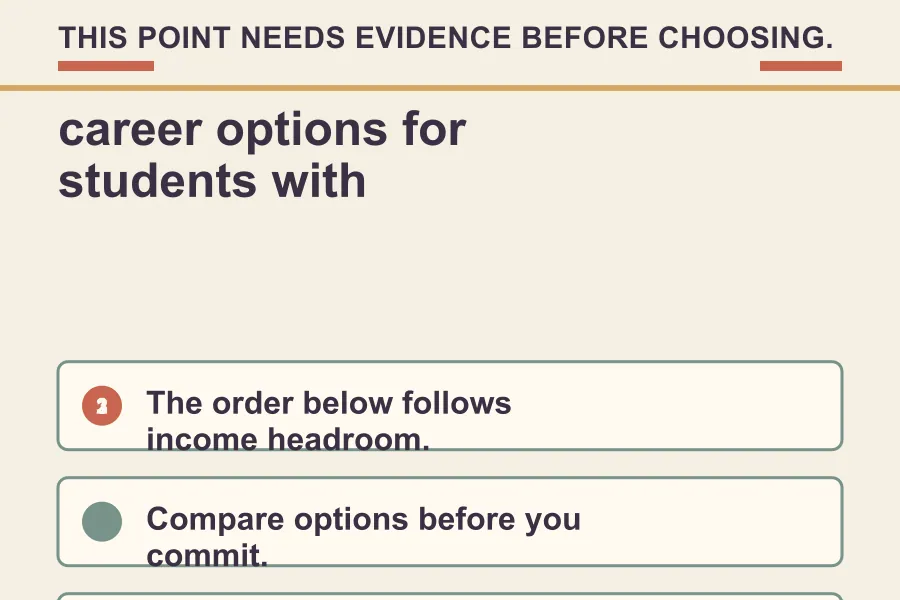 THIS POINT NEEDS EVIDENCE BEFORE CHOOSING.
career options for
students with
The order below follows
income headroom.
Compare options before you
commit.